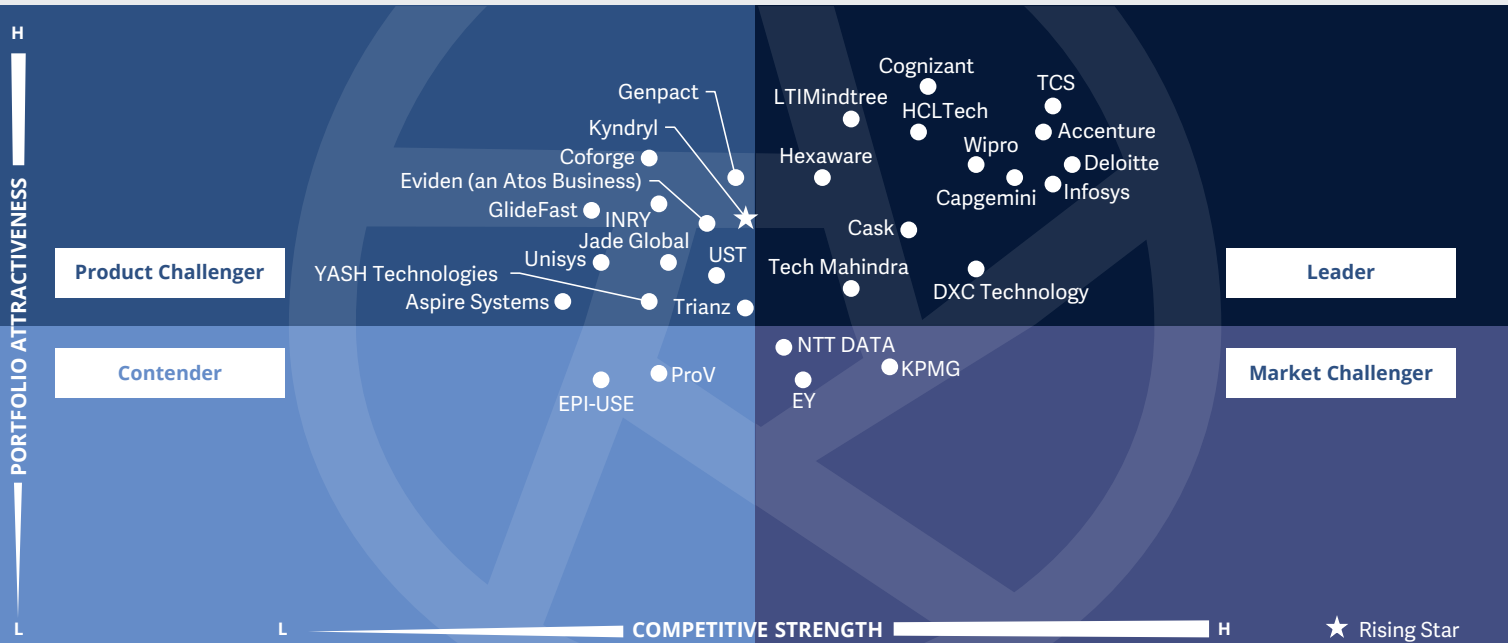 H
Cognizant
TCS
Genpact
LTIMindtree
HCLTech
Kyndryl
Accenture
Wipro
Coforge
Hexaware
Deloitte
Eviden (an Atos Business)
Capgemini
Infosys
GlideFast
INRY
Cask
Jade Global
Unisys
UST
Tech Mahindra
YASH Technologies
Product Challenger
Leader
DXC Technology
Aspire Systems
Trianz
PORTFOLIO ATTRACTIVENESS
NTT DATA
KPMG
Contender
ProV
Market Challenger
EPI-USE
EY
L
L
COMPETITIVE STRENGTH
H
Rising Star